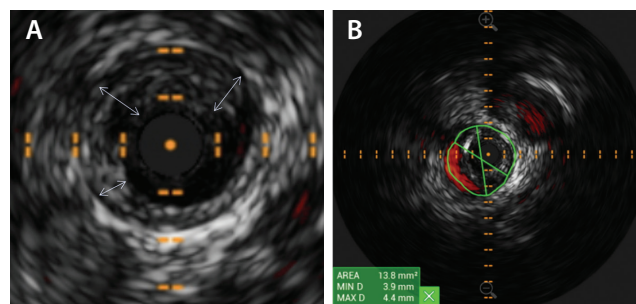 A
B
AREA 13.8 mm²
MIN D 3.9 mm
MAX D 4.4 mm